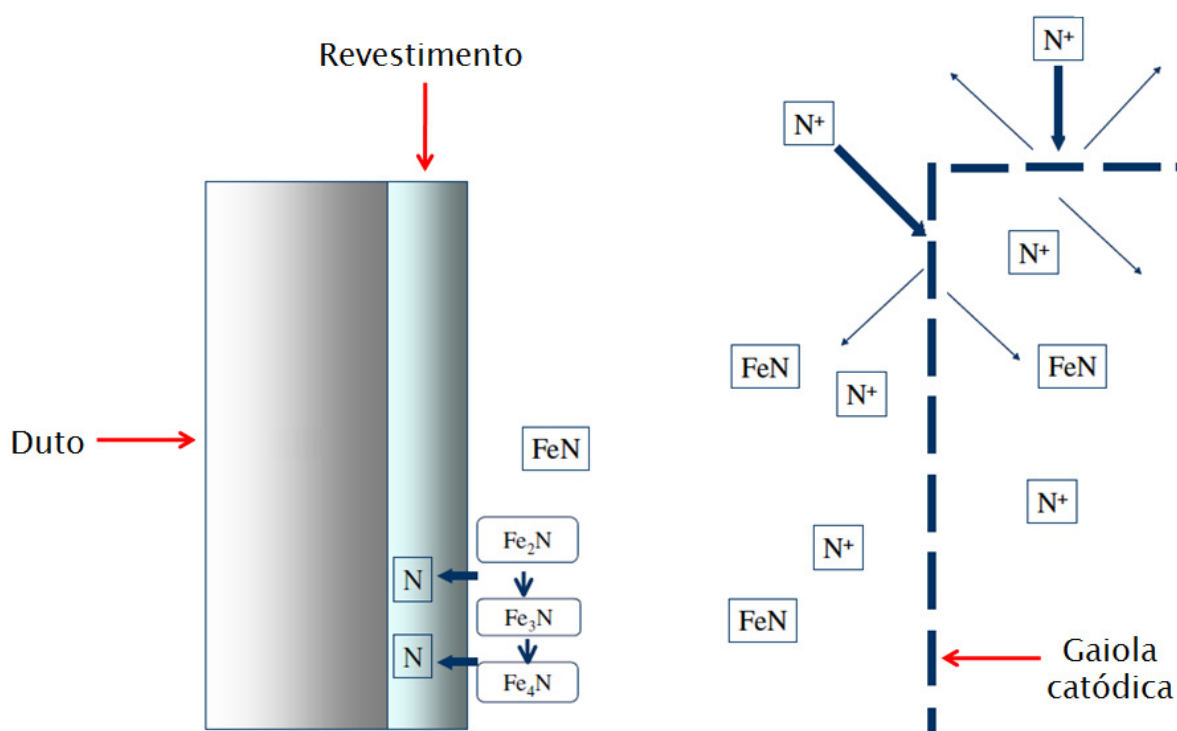 Revestimento
N⁺
N⁺
N⁺
FeN
N⁺
FeN
Duto
FeN
N⁺
Fe₂N
N⁺
N
Fe₃N
FeN
N
Fe₄N
Gaiola
catódica